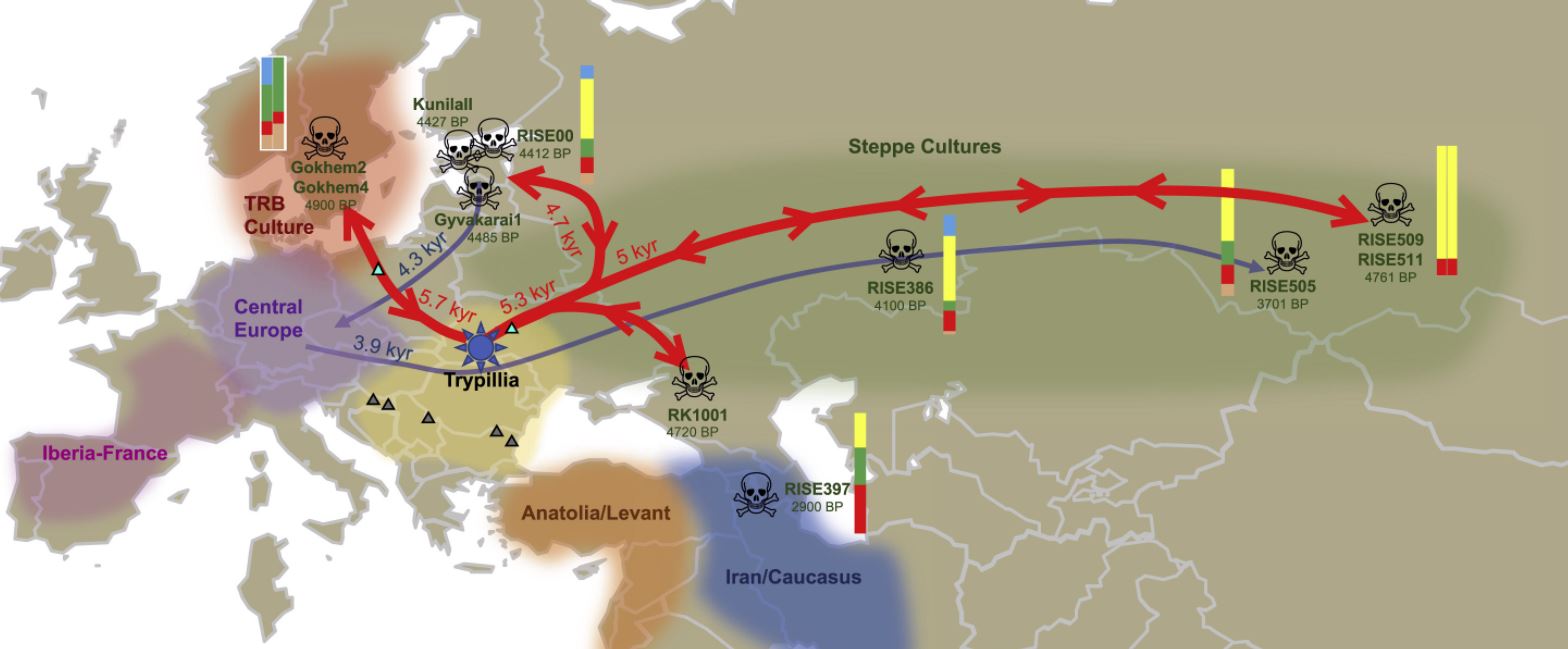 KunilaII
4427 BP
RISE00
4412 BP
Gokhem2
Gokhem4
4900 BP
TRB
Culture
Gyvakarai1
4485 BP
Steppe Cultures
4.7 kyr
5 kyr
4.3 kyr
5.7 kyr
5.3 kyr
3.9 kyr
RISE509
RISE511
4761 BP
RISE386
4100 BP
RISE505
3701 BP
Central
Europe
Trypillia
RK1001
4720 BP
Iberia-France
RISE397
2900 BP
Anatolia/Levant
Iran/Caucasus